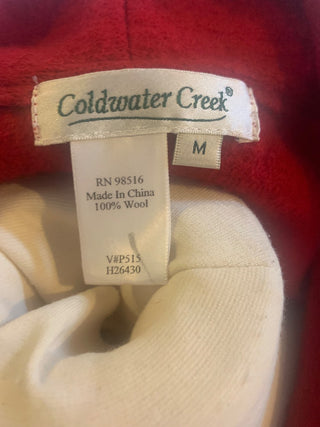 Coldwater Creek®
M
RN 98516
Made In China
100% Wool
V#P515
H26430